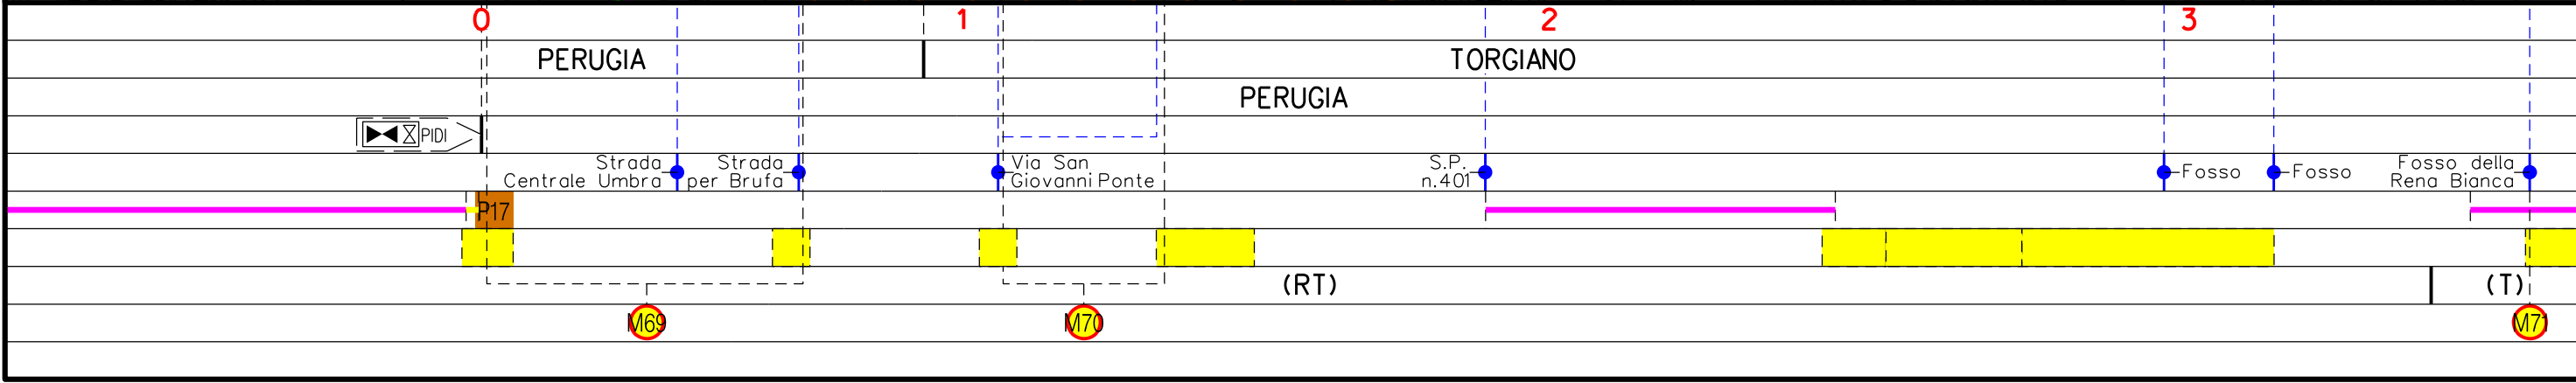 0 1 2 3
PERUGIA TORGIANO
PERUGIA
PIDI
Strada Strada Via San S.P. Fosso Fosso Fosso della
Centrale Umbra per Brufa Giovanni Ponte n.401 Rena Bianca
P17
(RT) (T)
M69 M70 M71